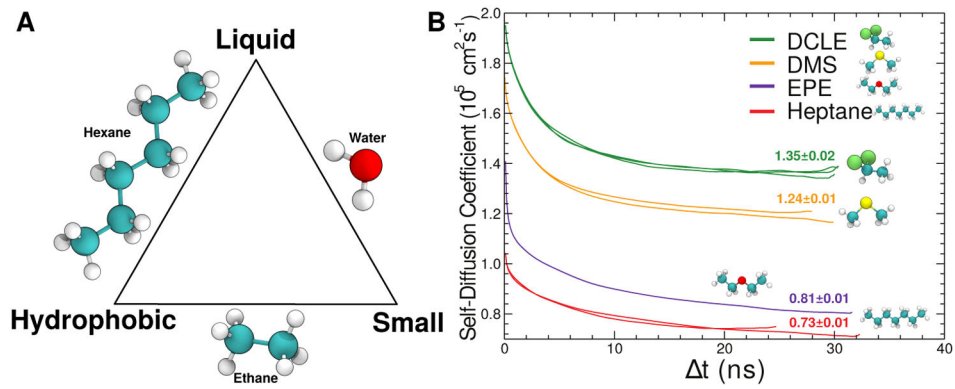 A
Liquid
Hexane
Water
Hydrophobic
Small
Ethane
B
Self-Diffusion Coefficient (10⁵ cm²s⁻¹)
2.0
1.8
1.6
1.4
1.2
1.0
0.8
DCLE
DMS
EPE
Heptane
1.35±0.02
1.24±0.01
0.81±0.01
0.73±0.01
0
10
20
30
40
Δt (ns)